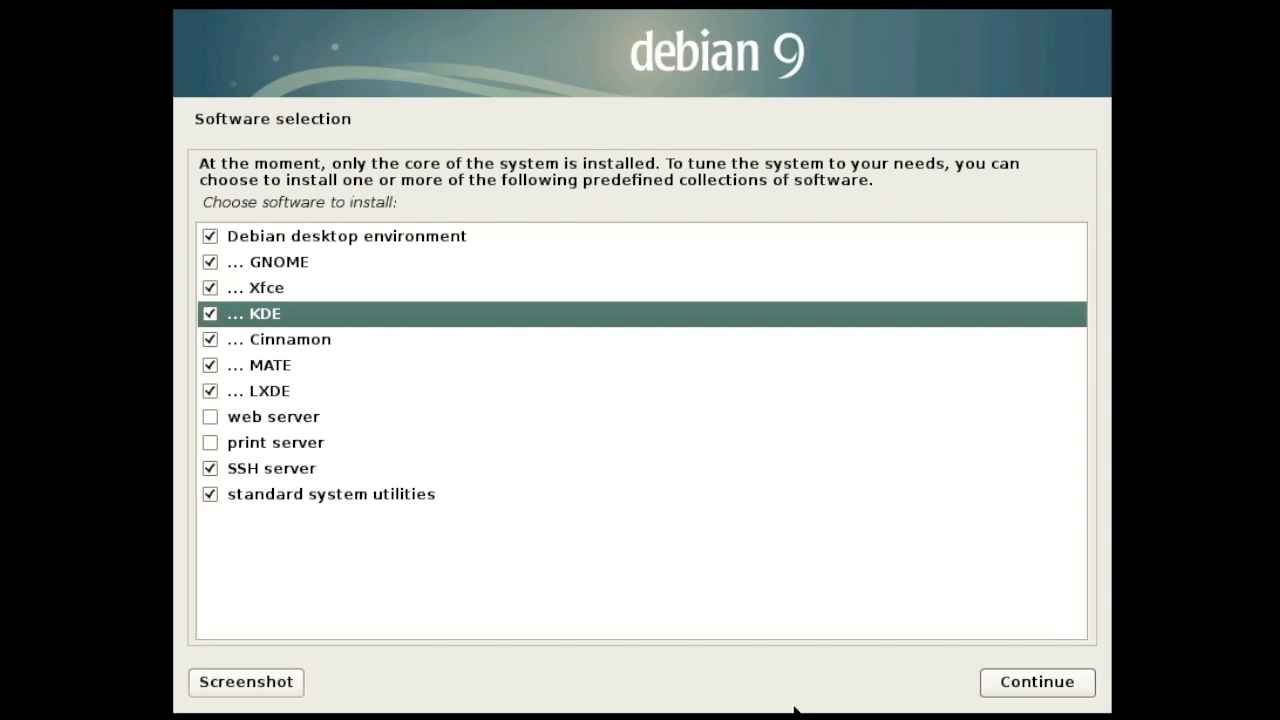 debian 9
Software selection
At the moment, only the core of the system is installed. To tune the system to your needs, you can
choose to install one or more of the following predefined collections of software.
Choose software to install:
Debian desktop environment
... GNOME
... Xfce
... KDE
... Cinnamon
... MATE
... LXDE
web server
print server
SSH server
standard system utilities
Screenshot
Continue